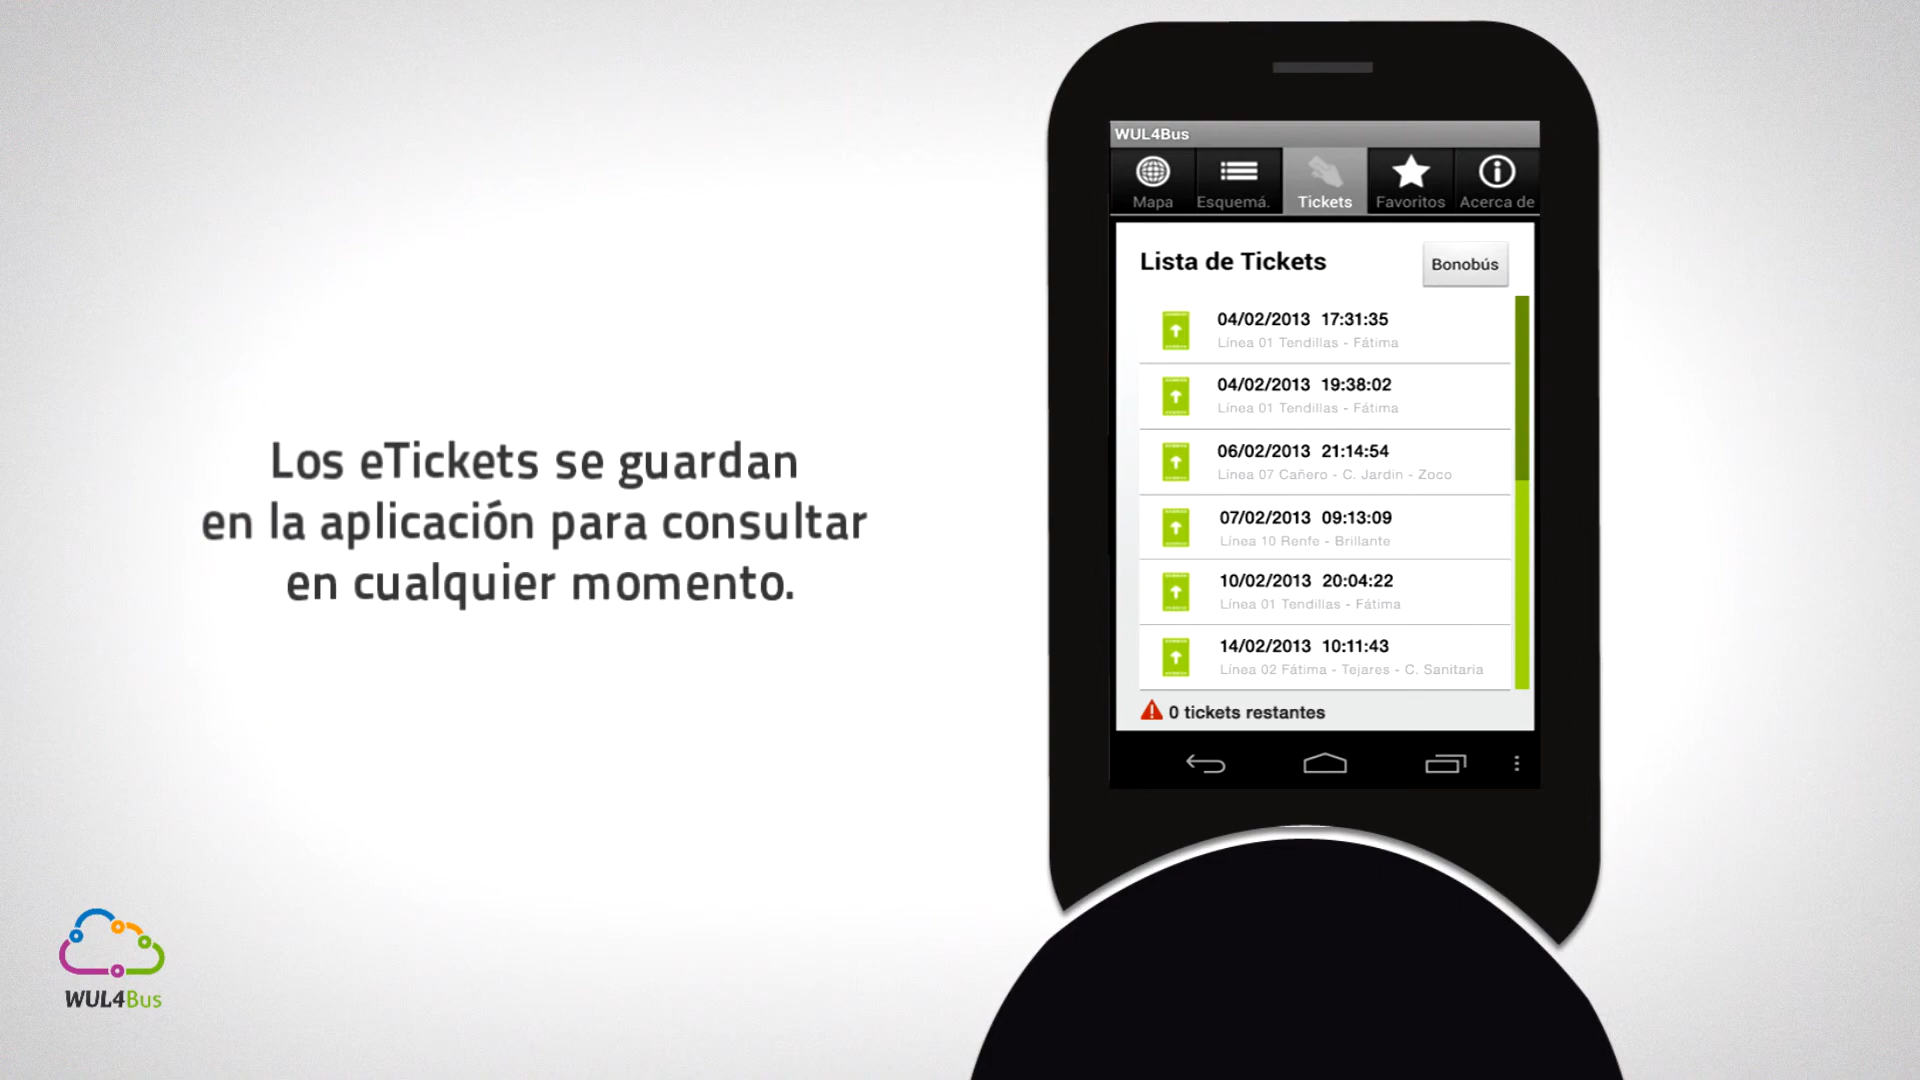 Los eTickets se guardan
en la aplicación para consultar
en cualquier momento.
WUL4Bus
WUL4Bus
Mapa
Esquemá.
Tickets
Favoritos
Acerca de
Lista de Tickets
Bonobús
04/02/2013 17:31:35
Línea 01 Tendillas - Fátima
04/02/2013 19:38:02
Línea 01 Tendillas - Fátima
06/02/2013 21:14:54
Línea 07 Cañero - C. Jardin - Zoco
07/02/2013 09:13:09
Línea 10 Renfe - Brillante
10/02/2013 20:04:22
Línea 01 Tendillas - Fátima
14/02/2013 10:11:43
Línea 02 Fátima - Tejares - C. Sanitaria
0 tickets restantes